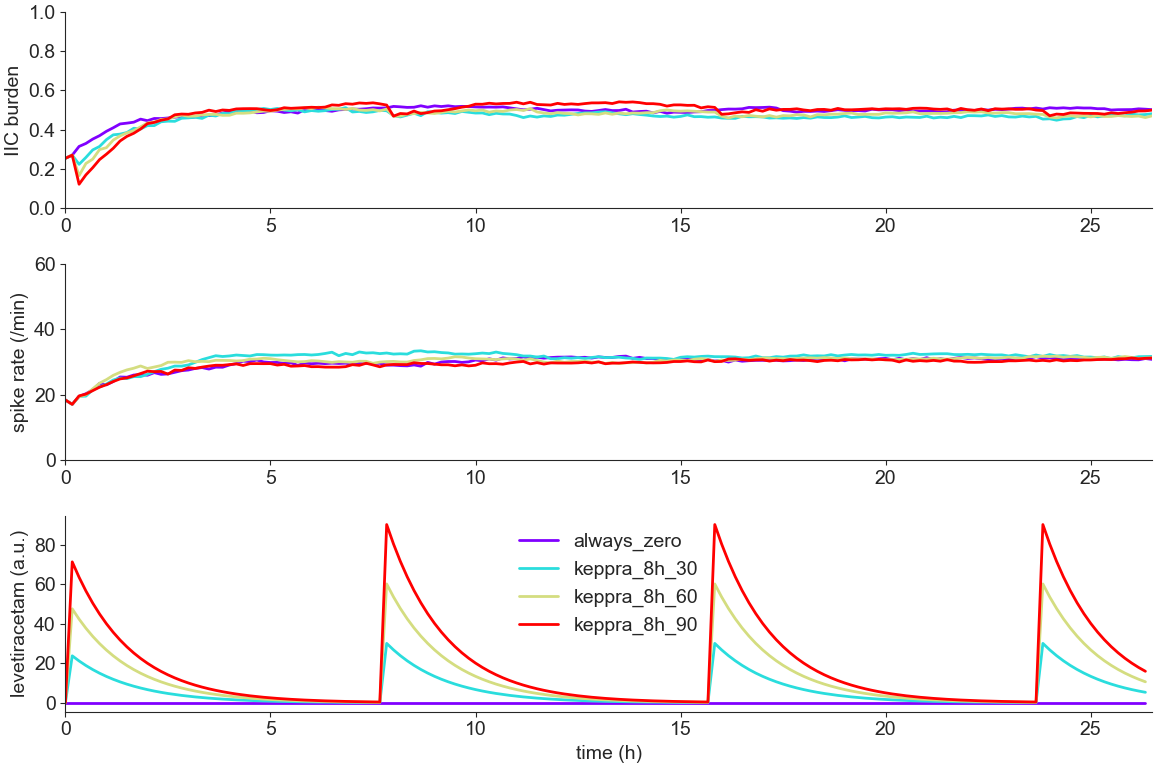 1.0
0.8
0.6
0.4
0.2
0.0
IIC burden
0 5 10 15 20 25
60
40
20
0
spike rate (/min)
0 5 10 15 20 25
80
60
40
20
0
levetiracetam (a.u.)
always_zero
keppra_8h_30
keppra_8h_60
keppra_8h_90
0 5 10 15 20 25
time (h)